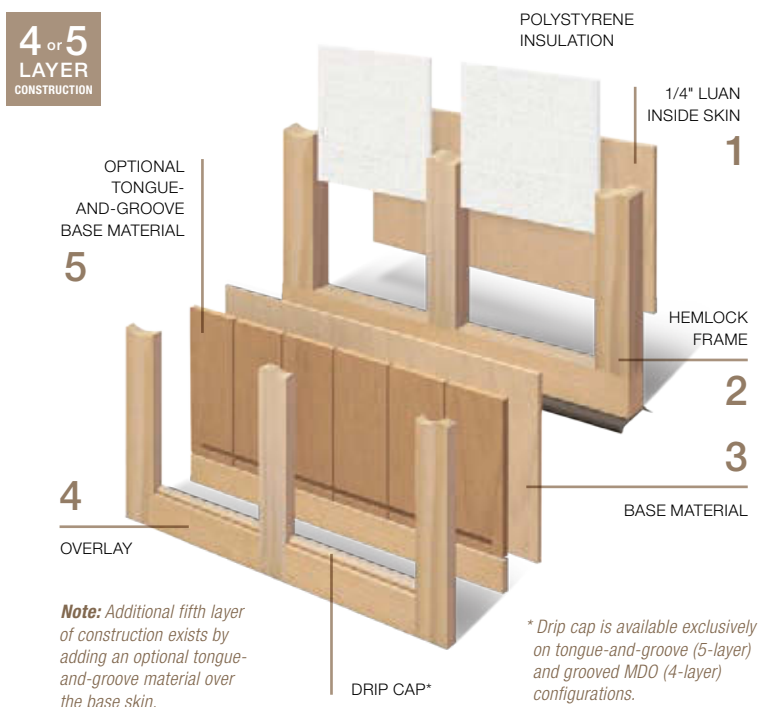 4 or 5
LAYER
CONSTRUCTION
POLYSTYRENE
INSULATION
1/4" LUAN
INSIDE SKIN
1
OPTIONAL
TONGUE-
AND-GROOVE
BASE MATERIAL
5
HEMLOCK
FRAME
2
3
BASE MATERIAL
4
OVERLAY
Note: Additional fifth layer
of construction exists by
adding an optional tongue-
and-groove material over
the base skin.
DRIP CAP*
* Drip cap is available exclusively
on tongue-and-groove (5-layer)
and grooved MDO (4-layer)
configurations.